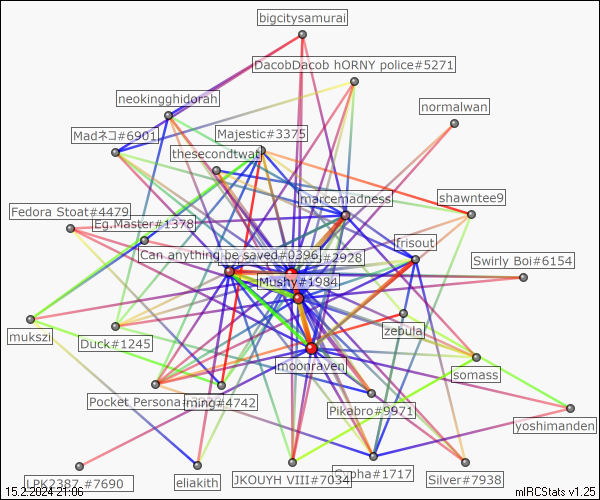 bigcitysamurai
DacobDacob hORNY police#5271
neokingghidorah
normalwan
Madネコ#6901
Majestic#3375
thesecondtwat
marcemadness
shawntee9
Fedora Stoat#4479
Eg.Master#1378
frisout
Can anything be saved#0396
#2928
Swirly Boi#6154
Mushy#1984
mukszi
Duck#1245
zebula
moonraven
somass
Pocket Persona
ming#4742
Pikabro#9971
yoshimanden
LPK2387 #7690
eliakith
JKOUYH VIII#7034
#1717
Silver#7938
15.2.2024 21:06
mIRCStats v1.25